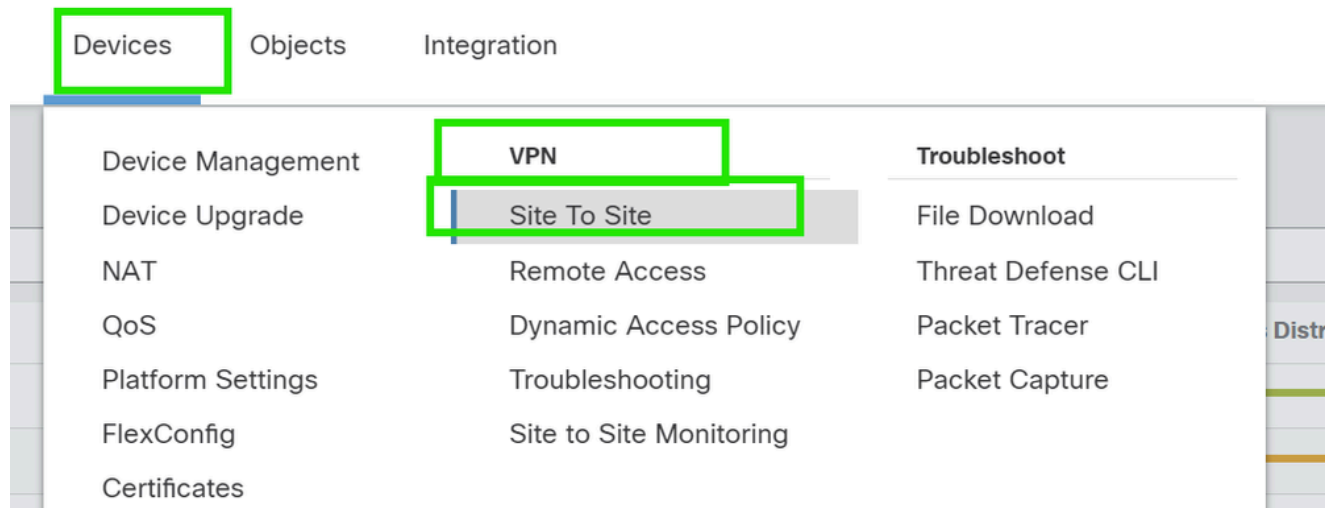 Devices Objects Integration
Device Management
Device Upgrade
NAT
QoS
Platform Settings
FlexConfig
Certificates
VPN
Site To Site
Remote Access
Dynamic Access Policy
Troubleshooting
Site to Site Monitoring
Troubleshoot
File Download
Threat Defense CLI
Packet Tracer
Packet Capture